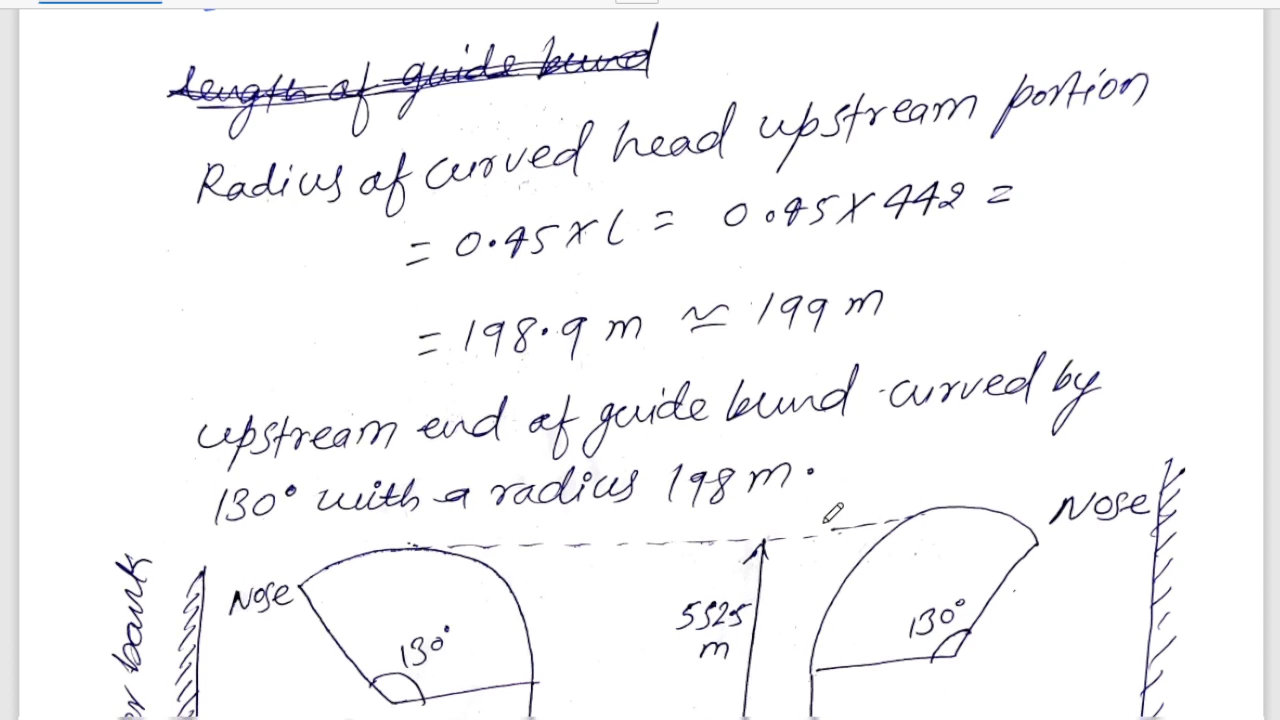 length of guide bund
Radius of curved head upstream portion
= 0.45 x L = 0.45 x 442 =
= 198.9 m ≃ 199 m
upstream end of guide bund curved by
130° with a radius 198 m.
Nose
Nose
130°
5525
m
130°
bank